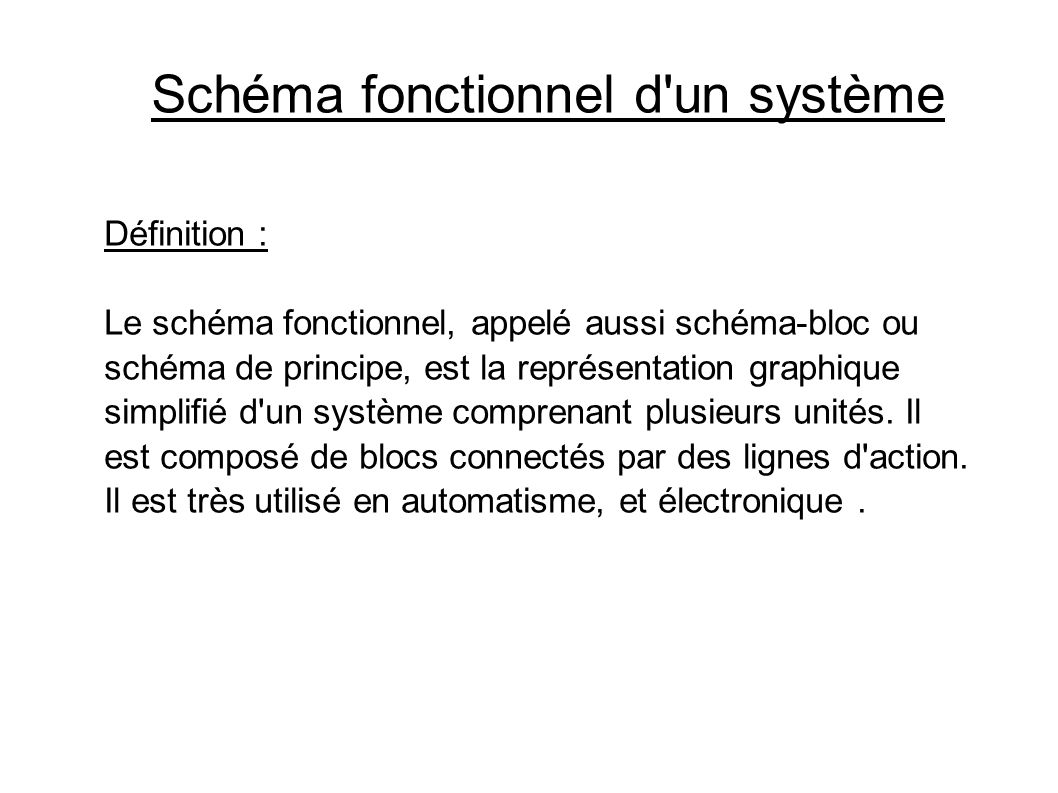 Schéma fonctionnel d'un système
Définition :
Le schéma fonctionnel, appelé aussi schéma-bloc ou
schéma de principe, est la représentation graphique
simplifié d'un système comprenant plusieurs unités. Il
est composé de blocs connectés par des lignes d'action.
Il est très utilisé en automatisme, et électronique .